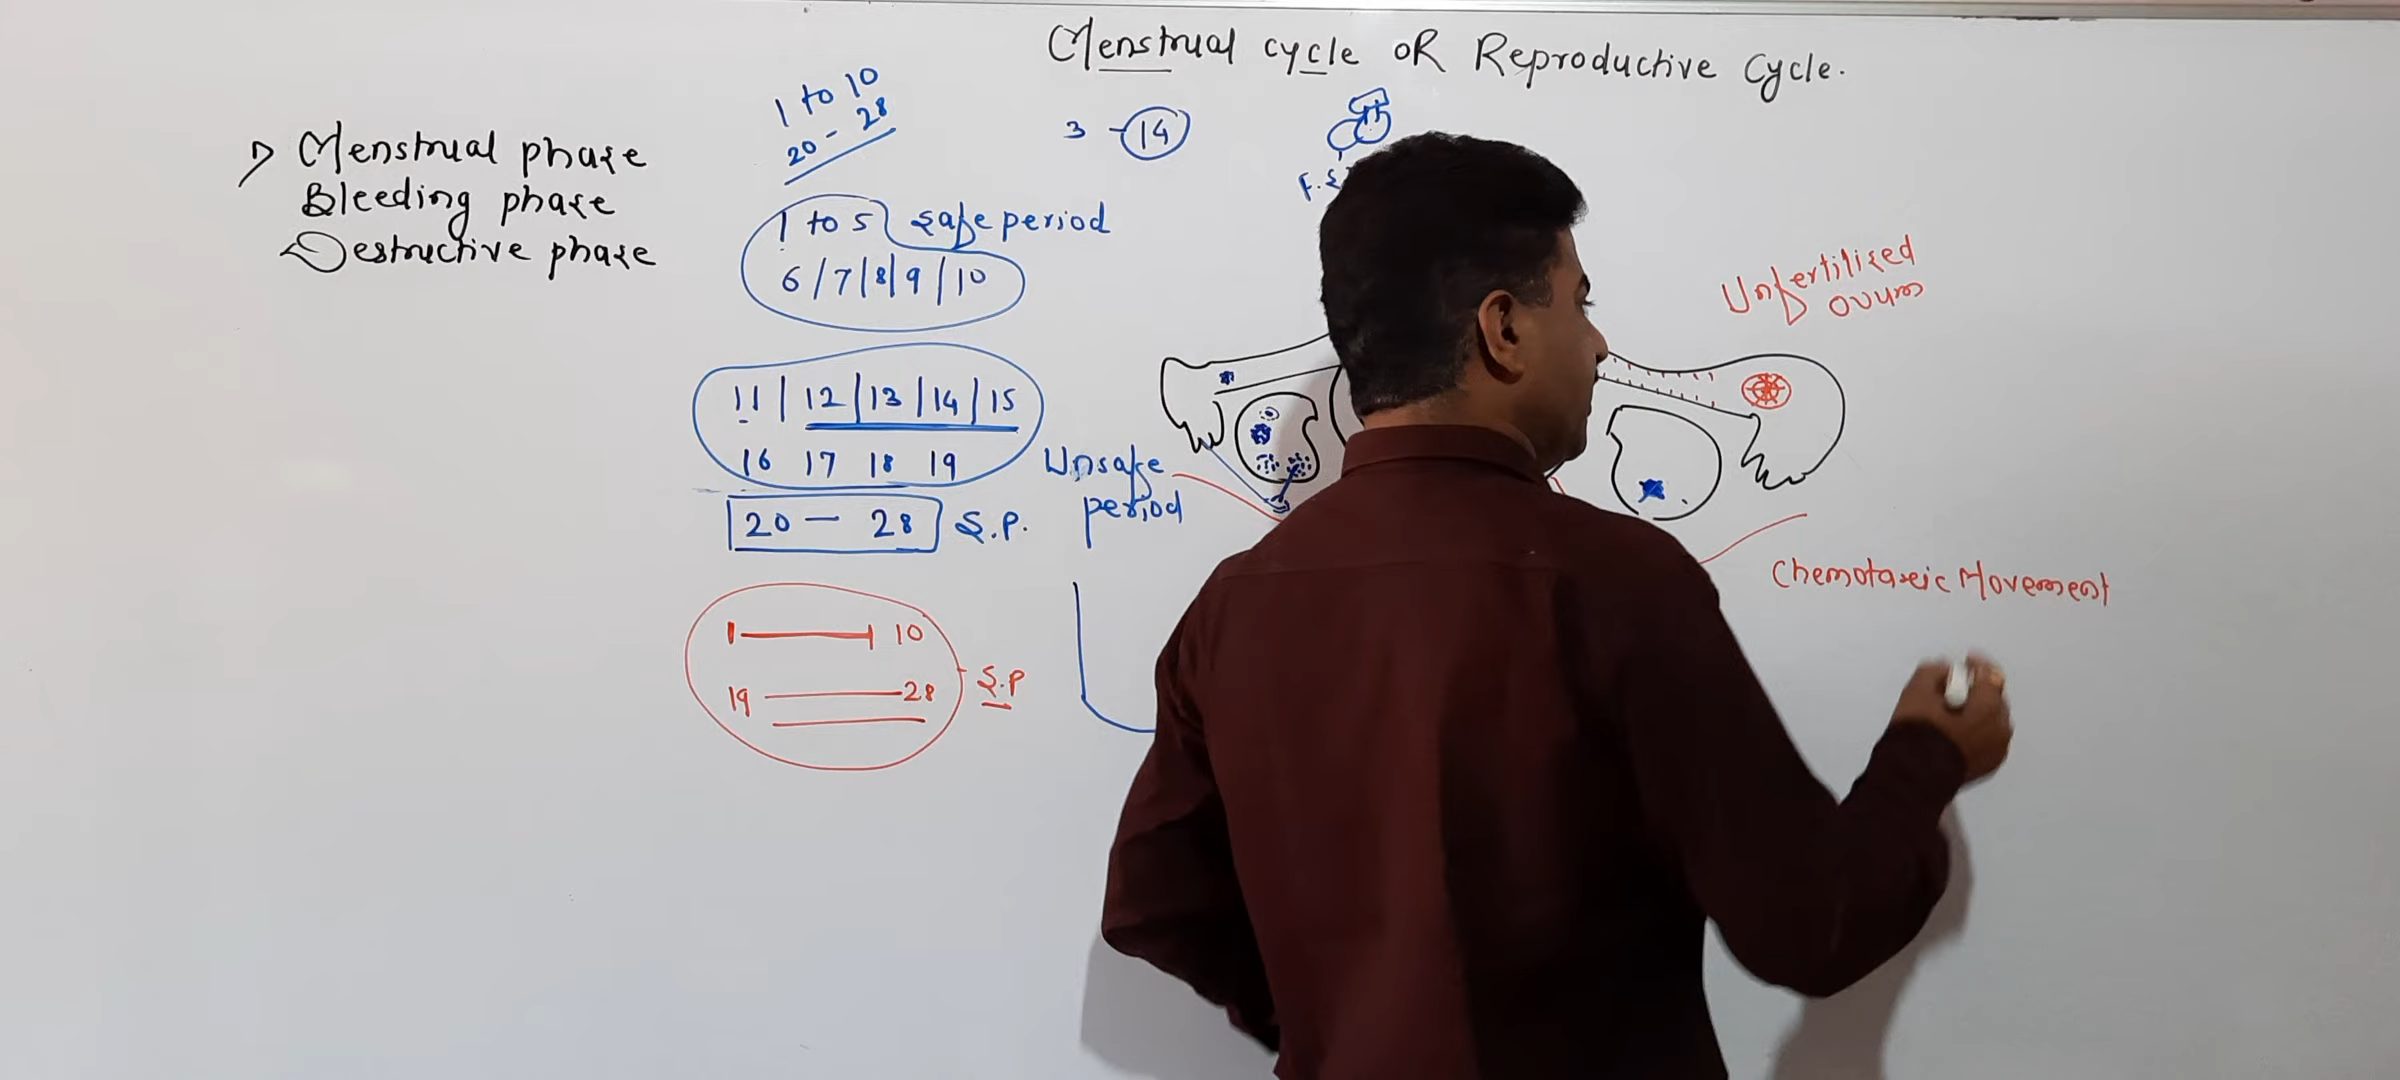 Menstrual cycle oR Reproductive Cycle.
1 to 10
20 - 28
3 - 14
1) Menstrual phase
Bleeding phase
Destructive phase
1 to 5 safe period
6/7/8/9/10
11/12/13/14/15
16 17 18 19
Unsafe
period
20 - 28 S.P.
1 - 10
19 - 28
S.P
F.S
Unfertilised
ovum
Chemotaxic Movement